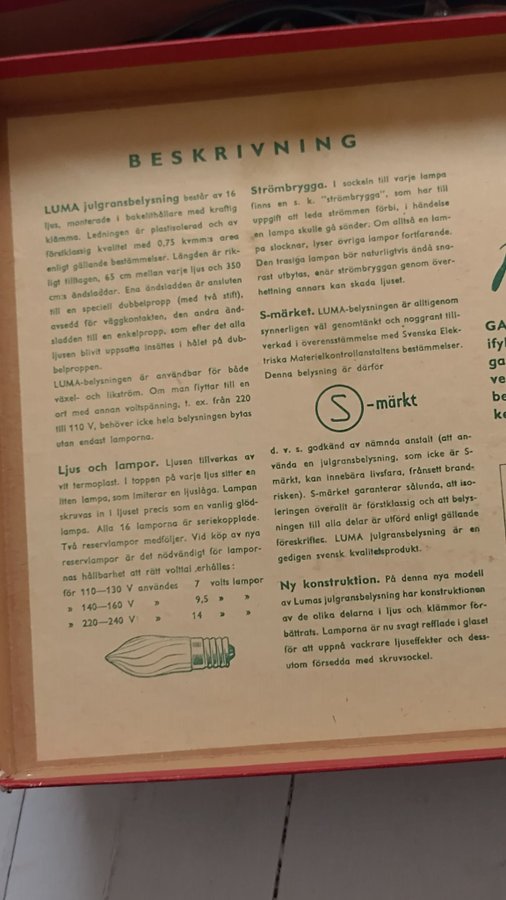 BESKRIVNING
LUMA julgransbelysning består av 16
ljus, monterade i bakelithållare med kraftig
klämma. Ledningen är plastisolerad och av
förstklassig kvalitet med 0,75 kvmm:s area
enligt gällande bestämmelser. Längden är rik-
ligt tilltagen, 65 cm mellan varje ljus och 350
cm:s ändsladdar. Ena ändsladden är ansluten
till en speciell dubbelpropp (med två stift),
avsedd för väggkontakten, den andra änd-
sladden till en enkelpropp, som efter det alla
ljusen blivit uppsatta insättes i hålet på dub-
belproppen.
LUMA-belysningen är användbar för både
växel- och likström. Om man flyttar till en
ort med annan voltspänning, t. ex. från 220
till 110 V, behöver icke hela belysningen bytas
utan endast lamporna.
Ljus och lampor. Ljusen tillverkas av
vit termoplast. I toppen på varje ljus sitter en
liten lampa, som imiterar en ljuslåga. Lampan
skruvas in i ljuset precis som en vanlig glöd-
lampa. Alla 16 lamporna är seriekopplade.
Två reservlampor medföljer. Vid köp av nya
reservlampor är det nödvändigt för lampor-
nas hållbarhet att rätt volttal erhålles:
för 110—130 V användes 7 volts lampor
» 140—160 V » 9,5 » »
» 220—240 V » 14 » »
Strömbrygga. I sockeln till varje lampa
finns en s. k. "strömbrygga", som har till
uppgift att leda strömmen förbi, i händelse
en lampa skulle gå sönder. Om alltså en lam-
pa slocknar, lyser övriga lampor fortfarande.
Den trasiga lampan bör naturligtvis ändå sna-
rast utbytas, enär strömbryggan genom över-
hettning annars kan skada ljuset.
S-märket. LUMA-belysningen är alltigenom
synnerligen väl genomtänkt och noggrant till-
verkad i överensstämmelse med Svenska Elek-
triska Materielkontrollanstaltens bestämmelser.
Denna belysning är därför
S -märkt
d. v. s. godkänd av nämnda anstalt (att an-
vända en julgransbelysning, som icke är S-
märkt, kan innebära livsfara, frånsett brand-
risken). S-märket garanterar sålunda, att iso-
leringen överallt är förstklassig och att belys-
ningen till alla delar är utförd enligt gällande
föreskrifter. LUMA julgransbelysning är en
gedigen svensk kvalitetsprodukt.
Ny konstruktion. På denna nya modell
av Lumas julgransbelysning har konstruktionen
av de olika delarna i ljus och klämmor för-
bättrats. Lamporna är nu svagt refflade i glaset
för att uppnå vackrare ljuseffekter och dess-
utom försedda med skruvsockel.
GA
ifyl
ga
ve
be
k